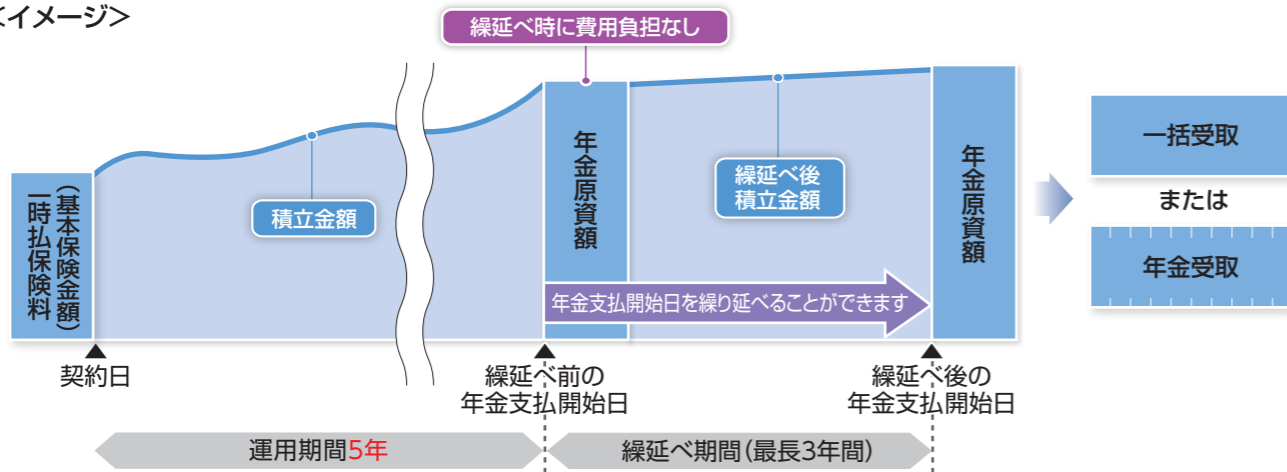 ＜イメージ＞
繰延べ時に費用負担なし
一時払保険料
（基本保険金額）
積立金額
年金原資額
繰延べ後
積立金額
年金原資額
年金支払開始日を繰り延べることができます
一括受取
または
年金受取
契約日
繰延べ前の
年金支払開始日
繰延べ後の
年金支払開始日
運用期間5年
繰延べ期間（最長3年間）